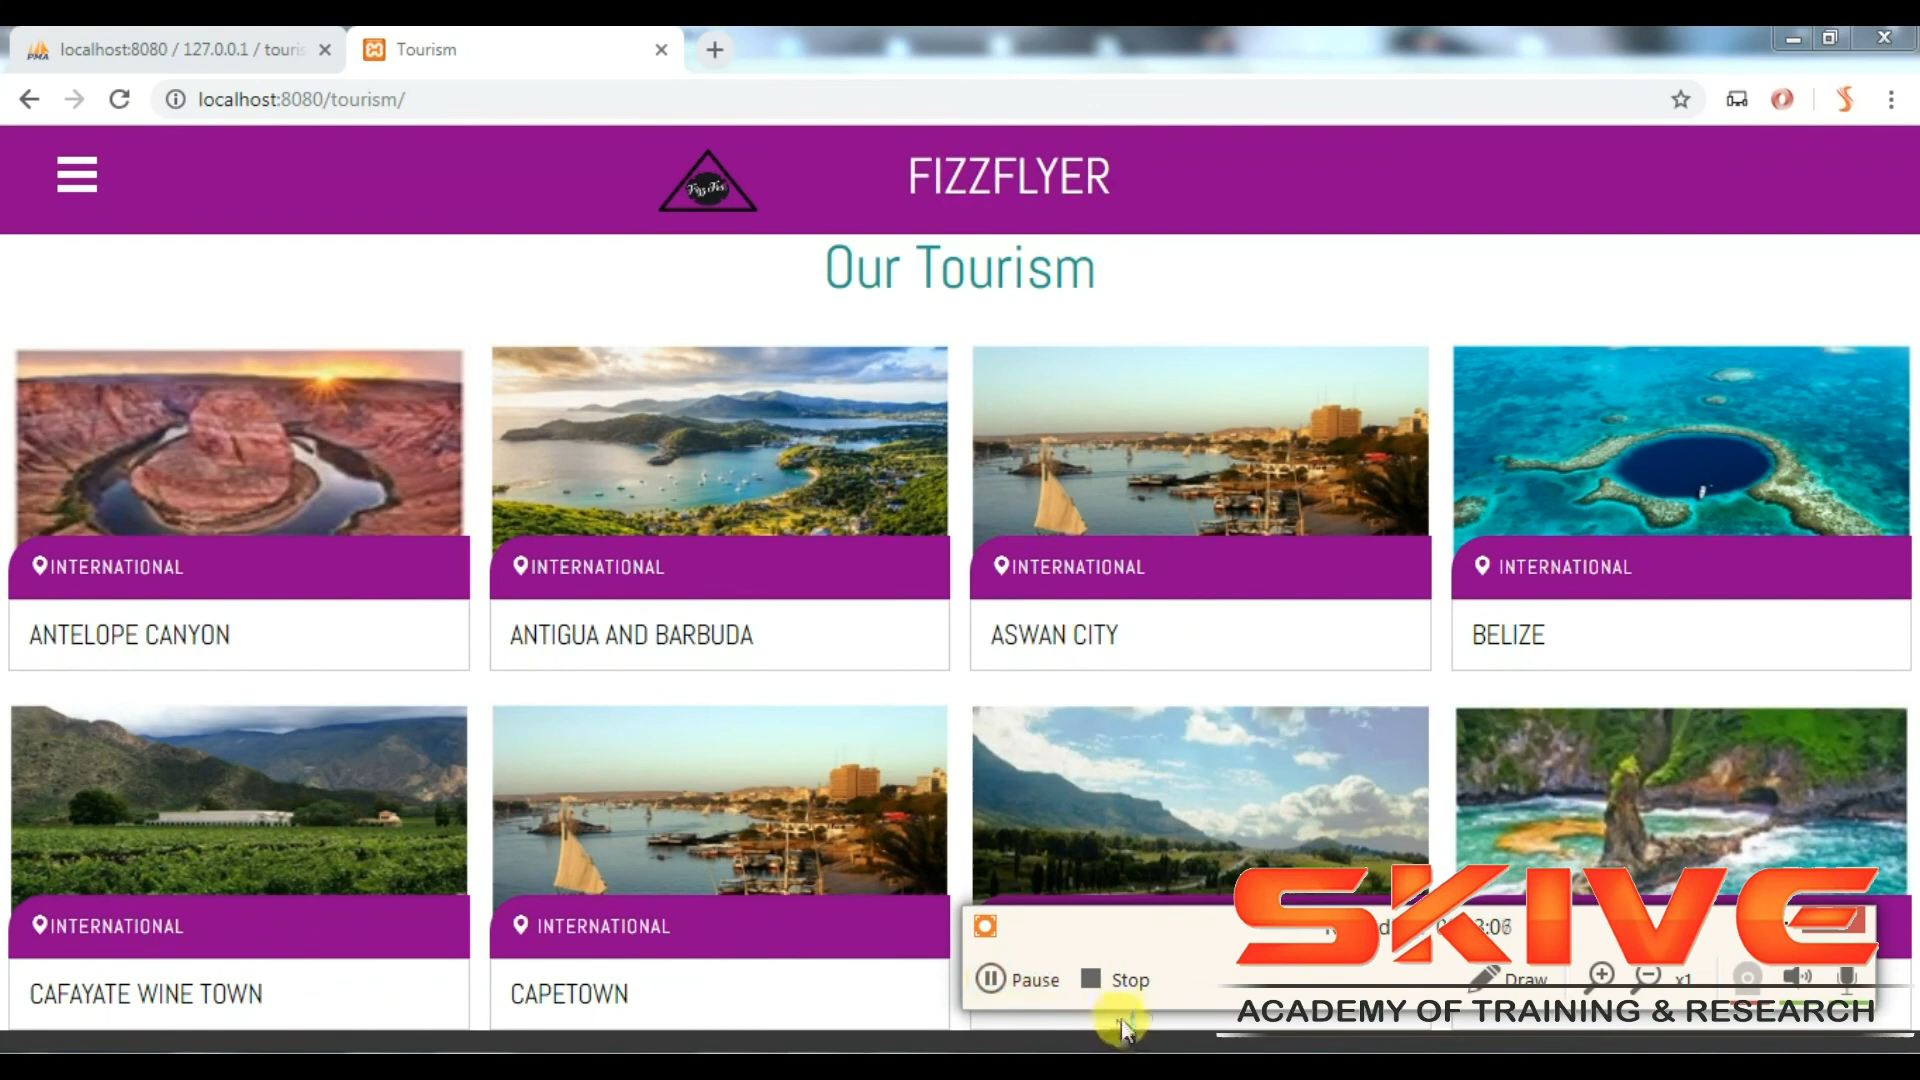 localhost:8080 / 127.0.0.1 / touris
Tourism
localhost:8080/tourism/
FIZZFLYER
Our Tourism
INTERNATIONAL
INTERNATIONAL
INTERNATIONAL
INTERNATIONAL
ANTELOPE CANYON
ANTIGUA AND BARBUDA
ASWAN CITY
BELIZE
INTERNATIONAL
INTERNATIONAL
CAFAYATE WINE TOWN
CAPETOWN
Pause
Stop
Draw
x1
SKIVE
ACADEMY OF TRAINING & RESEARCH